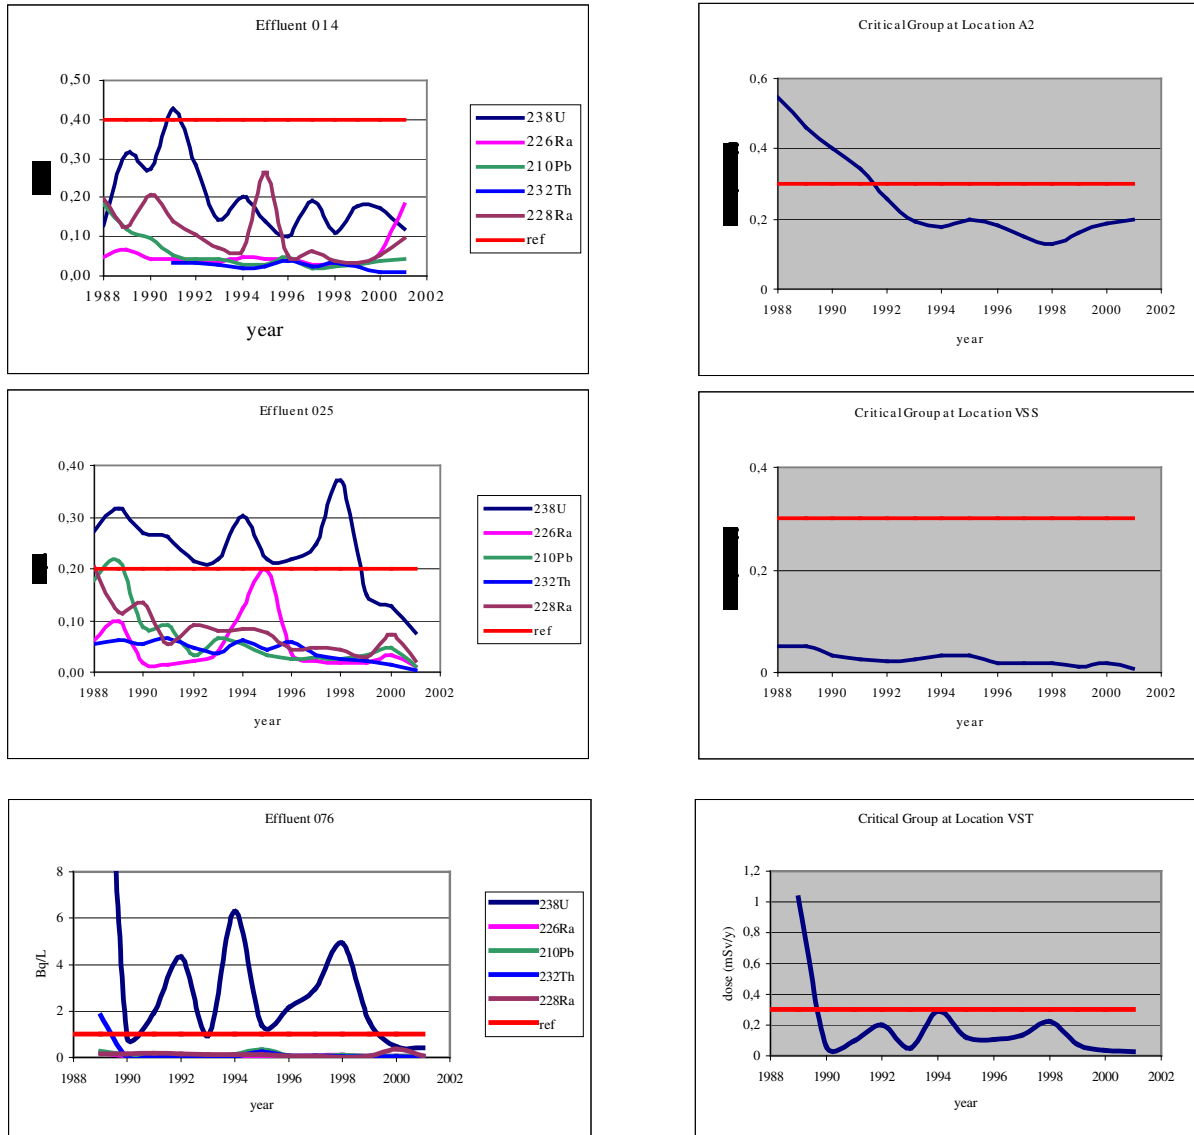 Effluent 014
0,50
0,40
0,30
0,20
0,10
0,00
1988 1990 1992 1994 1996 1998 2000 2002
year
238U
226Ra
210Pb
232Th
228Ra
ref
Critical Group at Location A2
0,6
0,4
0,2
0
1988 1990 1992 1994 1996 1998 2000 2002
year
Effluent 025
0,40
0,30
0,20
0,10
0,00
1988 1990 1992 1994 1996 1998 2000 2002
year
238U
226Ra
210Pb
232Th
228Ra
ref
Critical Group at Location VSS
0,4
0,2
0
1988 1990 1992 1994 1996 1998 2000 2002
year
Effluent 076
8
6
4
2
0
Bq/L
1988 1990 1992 1994 1996 1998 2000 2002
year
238U
226Ra
210Pb
232Th
228Ra
ref
Critical Group at Location VST
1,2
1
0,8
0,6
0,4
0,2
0
dose (mSv/y)
1988 1990 1992 1994 1996 1998 2000 2002
year